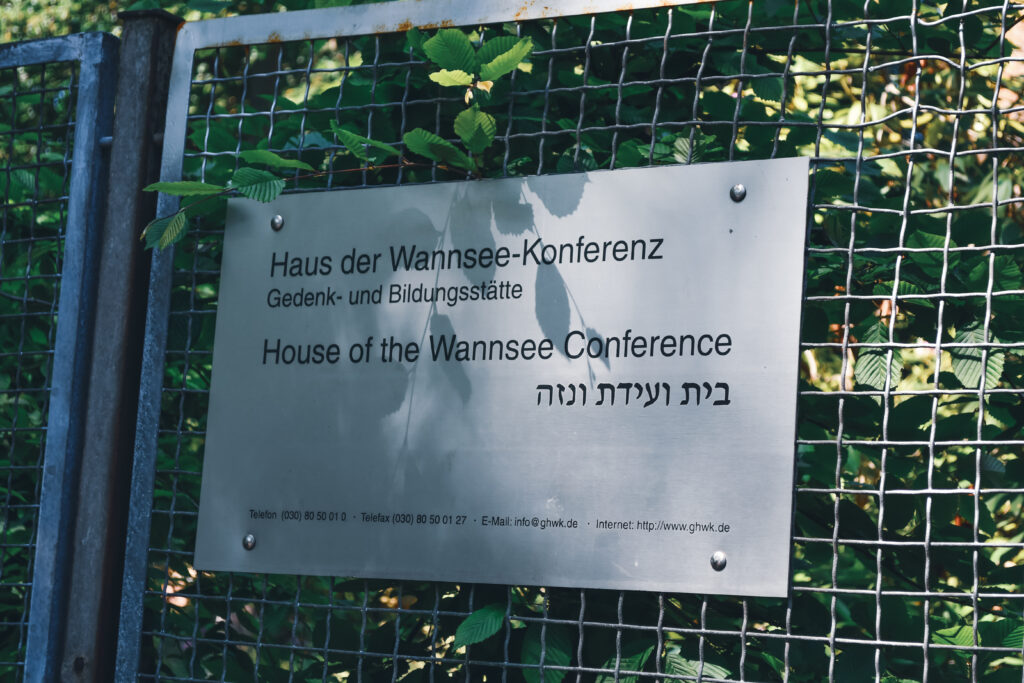 Haus der Wannsee-Konferenz
Gedenk- und Bildungsstätte
House of the Wannsee Conference
בית ועידת ונזה
Telefon (030) 80 50 01 0 · Telefax (030) 80 50 01 27 · E-Mail: info@ghwk.de · Internet: http://www.ghwk.de